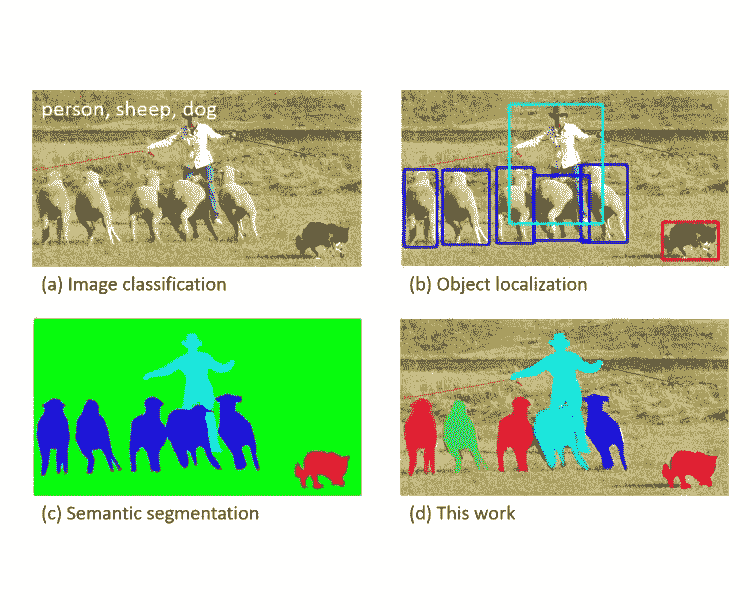 person, sheep, dog
(a) Image classification
(b) Object localization
(c) Semantic segmentation
(d) This work